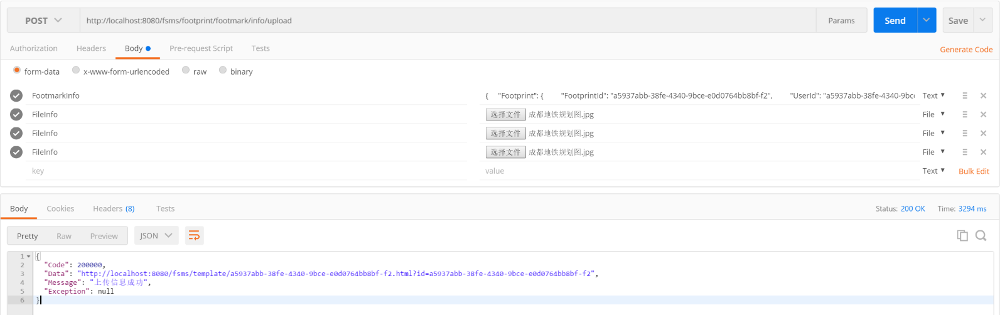 POST http://localhost:8080/fsms/footprint/footmark/info/upload Params Send Save
Authorization Headers Body Pre-request Script Tests Generate Code
form-data x-www-form-urlencoded raw binary
FootmarkInfo { "Footprint": { "FootprintId": "a5937abb-38fe-4340-9bce-e0d0764bb8bf-f2", "UserId": "a5937abb-38fe-4340-9bc Text
FileInfo 选择文件 成都地铁规划图.jpg File
FileInfo 选择文件 成都地铁规划图.jpg File
FileInfo 选择文件 成都地铁规划图.jpg File
key value Text Bulk Edit
Body Cookies Headers (8) Tests Status: 200 OK Time: 3294 ms
Pretty Raw Preview JSON
1 {
2 "Code": 200000,
3 "Data": "http://localhost:8080/fsms/template/a5937abb-38fe-4340-9bce-e0d0764bb8bf-f2.html?id=a5937abb-38fe-4340-9bce-e0d0764bb8bf-f2",
4 "Message": "上传信息成功",
5 "Exception": null
6 }